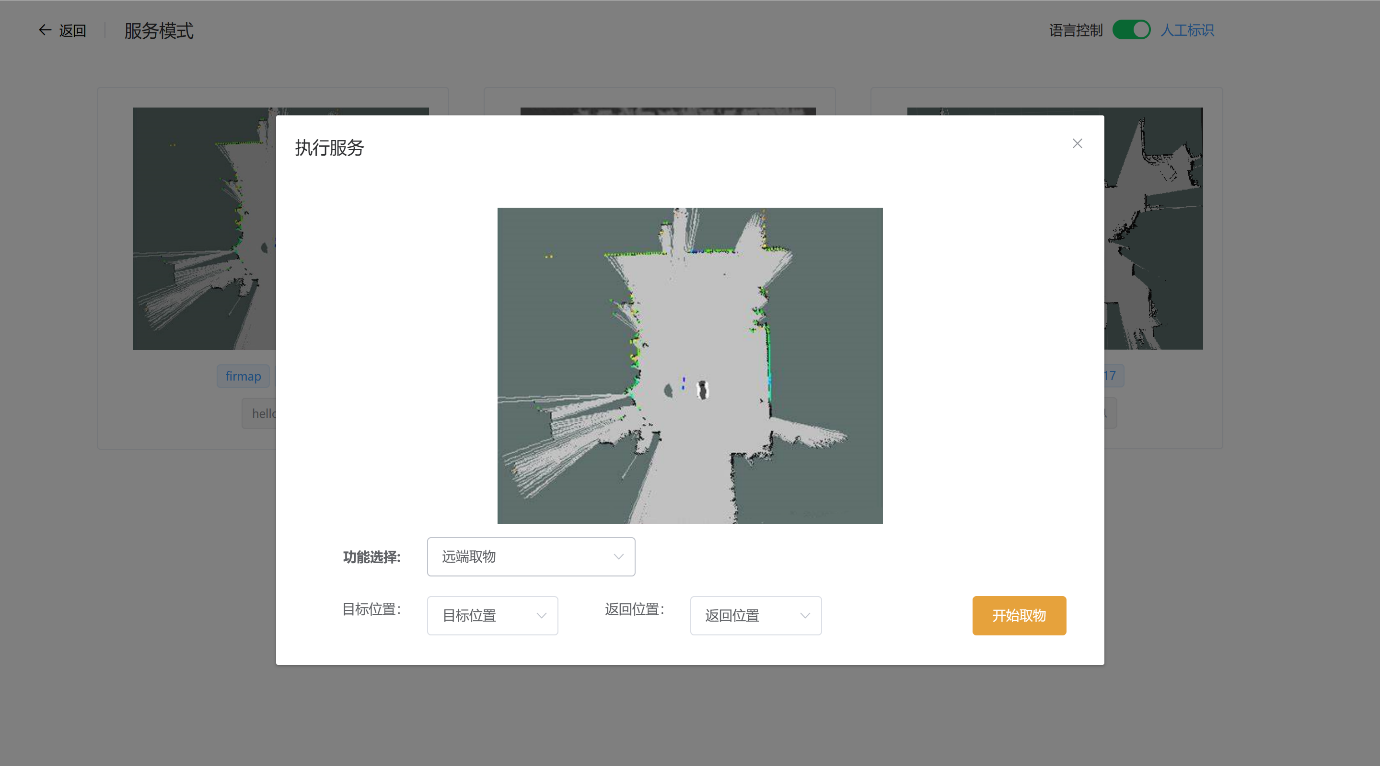 返回 服务模式 语言控制 人工标识
执行服务
firmap
17
功能选择: 远端取物
目标位置: 目标位置 返回位置: 返回位置 开始取物